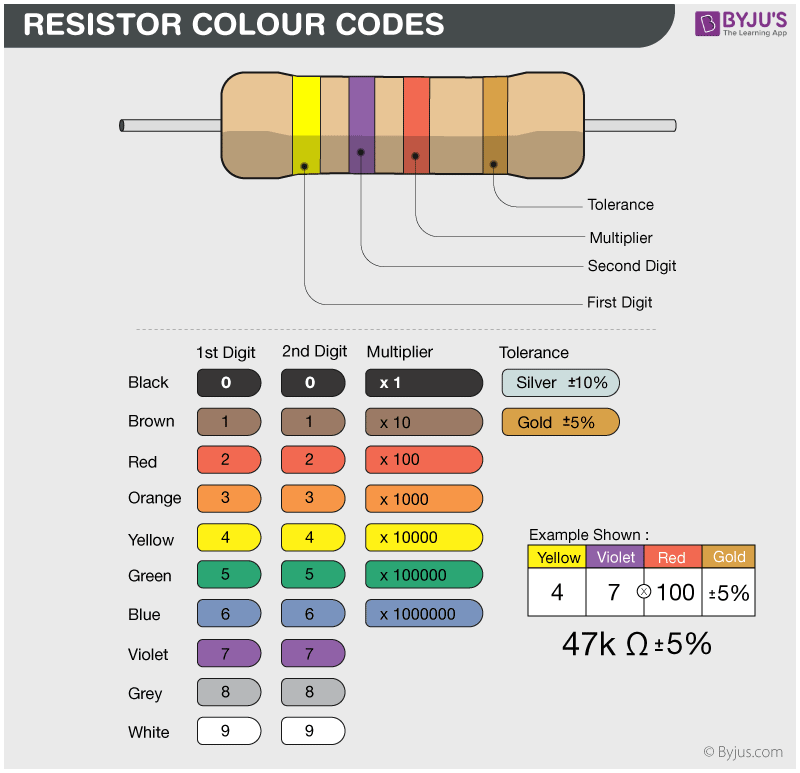 RESISTOR COLOUR CODES
BYJU'S
The Learning App
Tolerance
Multiplier
Second Digit
First Digit
1st Digit 2nd Digit Multiplier Tolerance
Black 0 0 x 1 Silver ±10%
Brown 1 1 x 10 Gold ±5%
Red 2 2 x 100
Orange 3 3 x 1000
Yellow 4 4 x 10000
Green 5 5 x 100000
Blue 6 6 x 1000000
Violet 7 7
Grey 8 8
White 9 9
Example Shown :
Yellow Violet Red Gold
4 7 ⓧ 100 ±5%
47k Ω ±5%
© Byjus.com